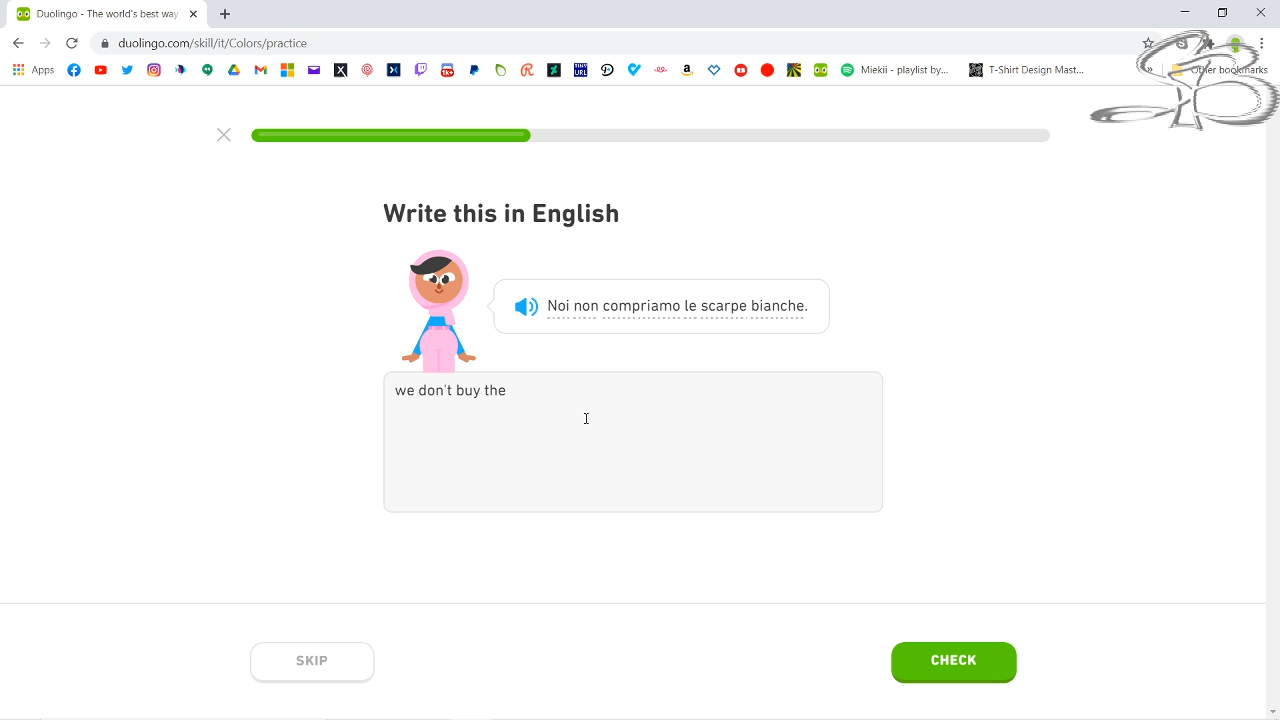 Duolingo - The world's best way
duolingo.com/skill/it/Colors/practice
Apps
Miekii - playlist by...
T-Shirt Design Mast...
»
Other bookmarks
Write this in English
Noi non compriamo le scarpe bianche.
we don't buy the
SKIP
CHECK